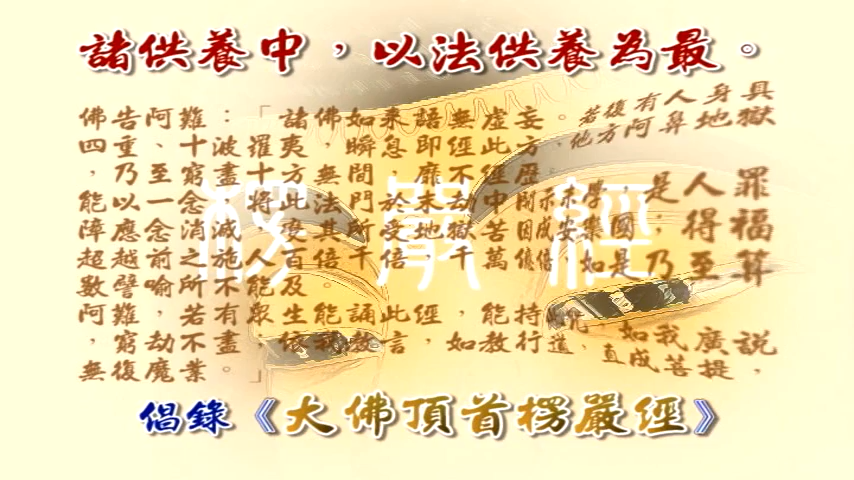 諸供養中，以法供養為最。
佛告阿難：「諸佛如來語無虛妄。若復有人身具
四重、十波羅夷，瞬息即經此方、他方阿鼻地獄
，乃至窮盡十方無間，靡不經歷。
能以一念，將此法門於末劫中開示未學，是人罪
障應念消滅，變其所受地獄苦因成安樂國；得福
超越前之施人百倍千倍，千萬億倍，如是乃至算
數譬喻所不能及。
阿難，若有眾生能誦此經，能持此咒，如我廣說
，窮劫不盡。依我教言，如教行道，直成菩提，
無復魔業。」
楞嚴經
倡錄《大佛頂首楞嚴經》